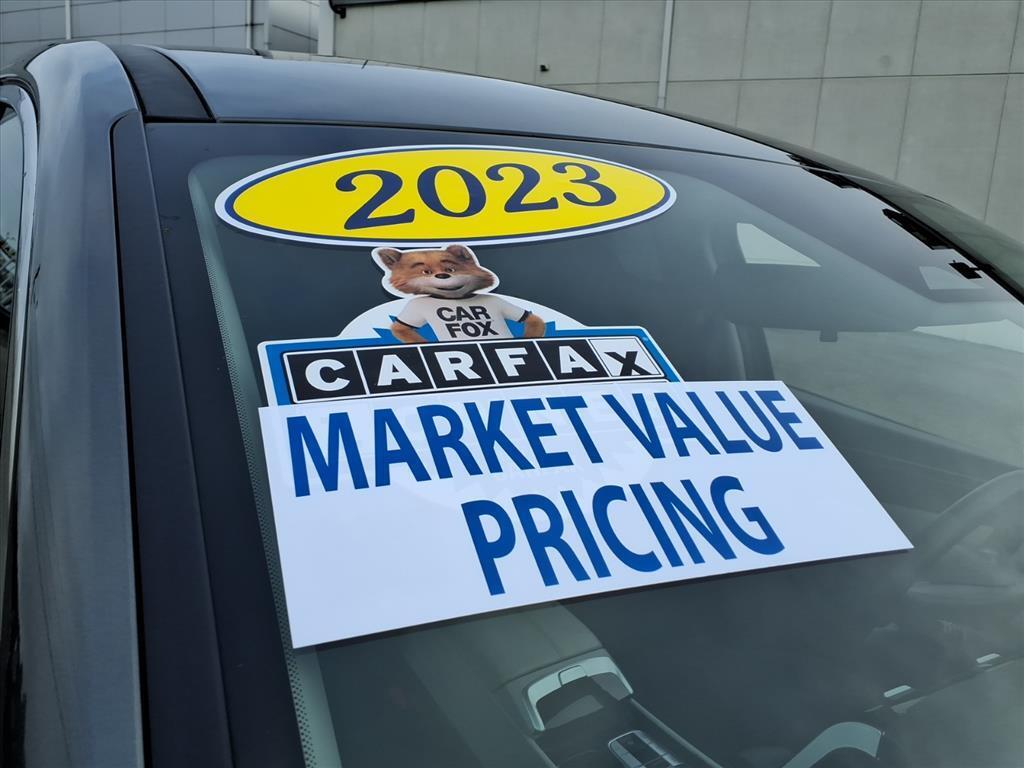 2023
CAR
FOX
CARFAX
MARKET VALUE
PRICING